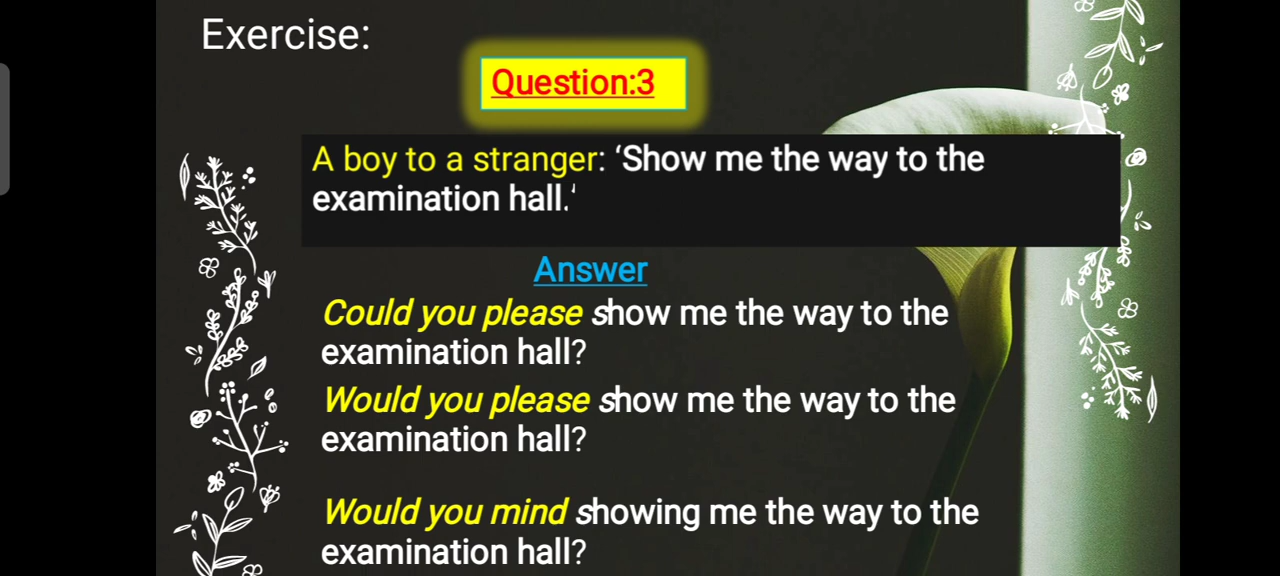 Exercise:
Question:3
A boy to a stranger: ‘Show me the way to the
examination hall.'
Answer
Could you please show me the way to the
examination hall?
Would you please show me the way to the
examination hall?
Would you mind showing me the way to the
examination hall?